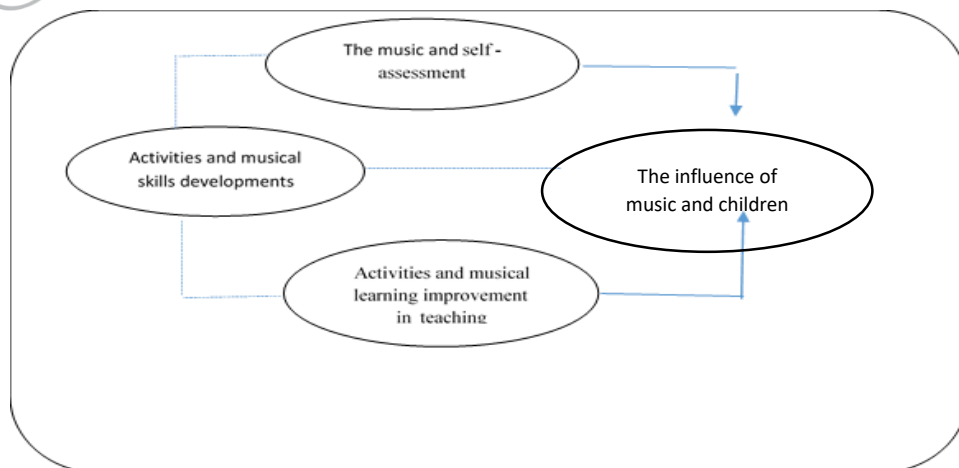 The music and self -
assessment
Activities and musical
skills developments
The influence of
music and children
Activities and musical
learning improvement
in teaching